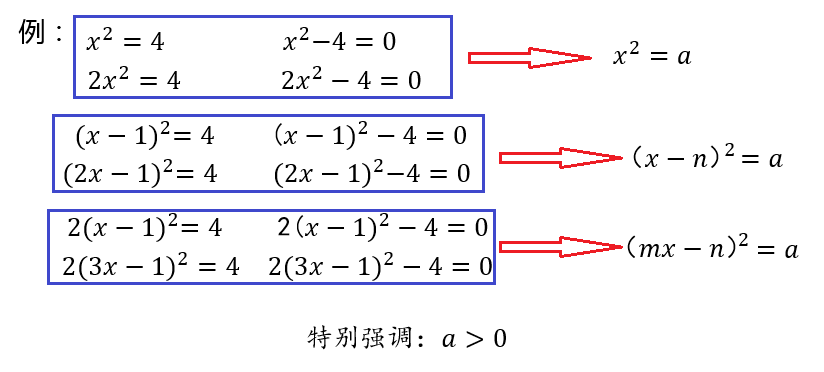 例：
x² = 4 x²−4 = 0
2x² = 4 2x² − 4 = 0
x² = a
(x − 1)²= 4 (x − 1)² − 4 = 0
(2x − 1)²= 4 (2x − 1)²−4 = 0
(x − n)² = a
2(x − 1)²= 4 2(x − 1)² − 4 = 0
2(3x − 1)² = 4 2(3x − 1)² − 4 = 0
(mx − n)² = a
特别强调：a > 0